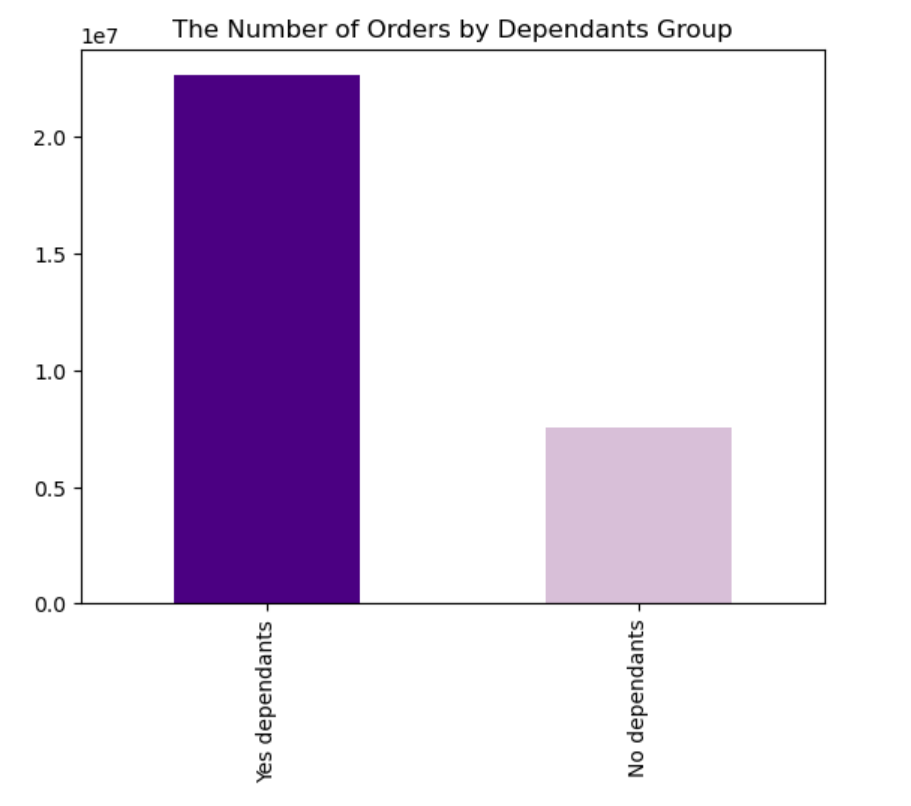 The Number of Orders by Dependants Group
1e7
2.0
1.5
1.0
0.5
0.0
Yes dependants
No dependants